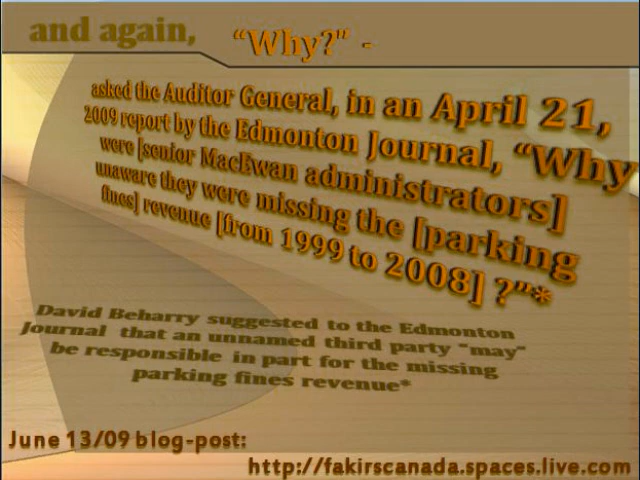 and again, “Why?” -
asked the Auditor General, in an April 21,
2009 report by the Edmonton Journal, “Why
were [senior MacEwan administrators]
unaware they were missing the [parking
fines] revenue [from 1999 to 2008] ?”*
David Beharry suggested to the Edmonton
Journal that an unnamed third party “may”
be responsible in part for the missing
parking fines revenue*
June 13/09 blog-post:
http://fakirscanada.spaces.live.com